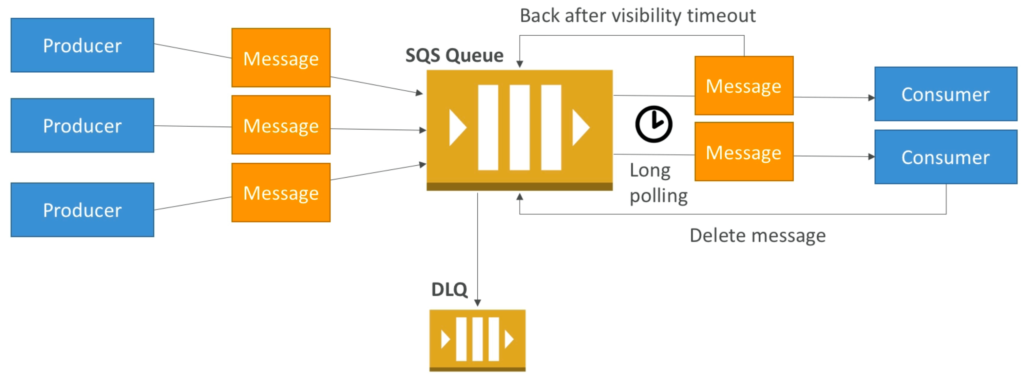 Back after visibility timeout
Producer
Message
SQS Queue
Message
Consumer
Producer
Message
Message
Consumer
Long
polling
Producer
Message
Delete message
DLQ